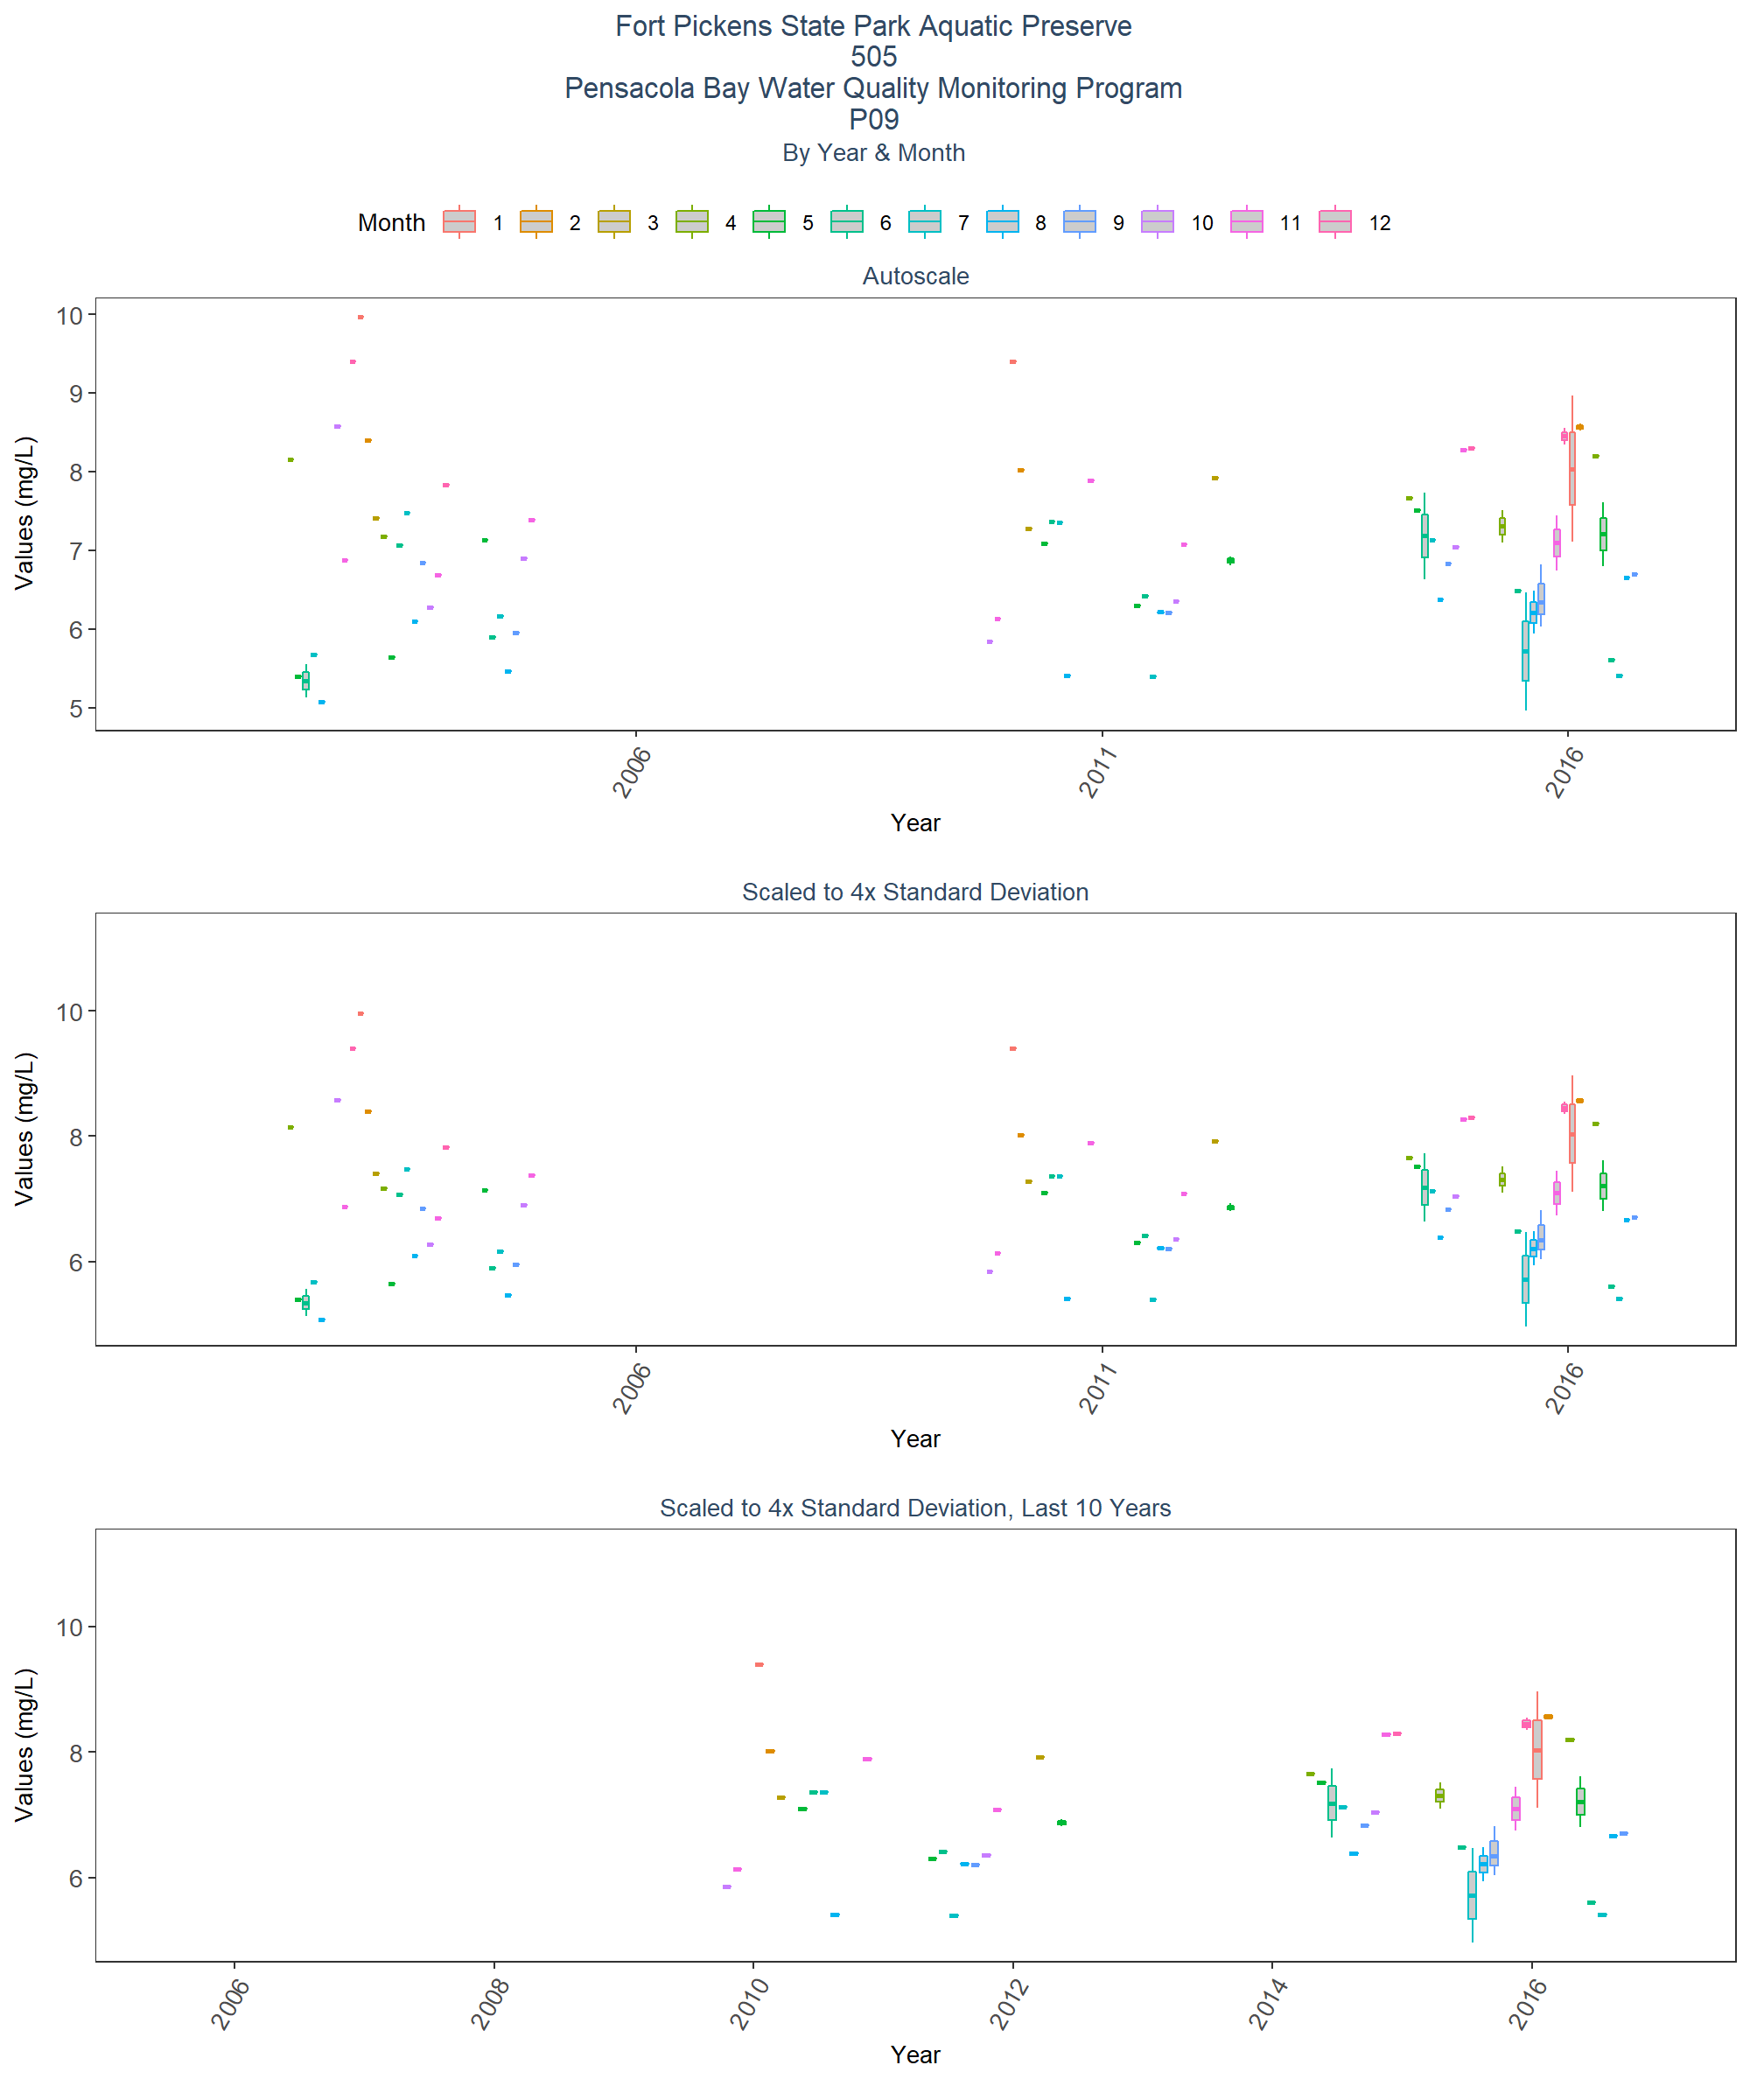 Fort Pickens State Park Aquatic Preserve
505
Pensacola Bay Water Quality Monitoring Program
P09
By Year & Month
Month 1 2 3 4 5 6 7 8 9 10 11 12
Autoscale
Values (mg/L)
10
9
8
7
6
5
2006 2011 2016
Year
Scaled to 4x Standard Deviation
Values (mg/L)
10
8
6
2006 2011 2016
Year
Scaled to 4x Standard Deviation, Last 10 Years
Values (mg/L)
10
8
6
2006 2008 2010 2012 2014 2016
Year